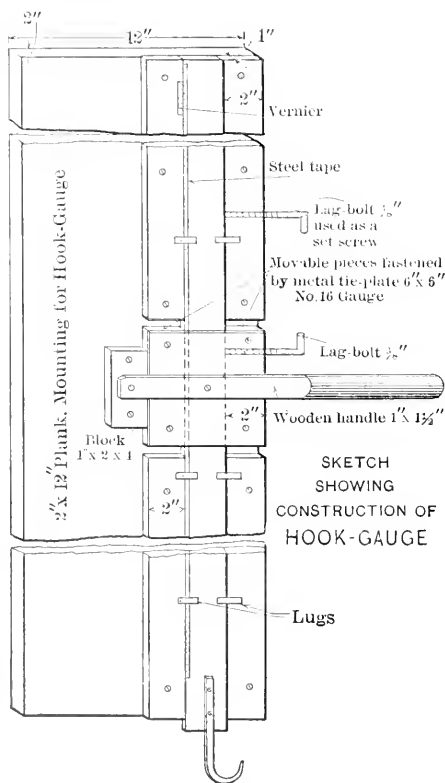 2"
12"
1"
2"
Vernier
Steel tape
Lag-bolt 3/8"
used as a
set screw
Movable pieces fastened
by metal tie-plate 6"x 6"
No.16 Gauge
Lag-bolt 3/8"
2"x 12" Plank. Mounting for Hook-Gauge
2"
Wooden handle 1"x 1½"
Block
1"x 2 x 4
2"
SKETCH
SHOWING
CONSTRUCTION OF
HOOK-GAUGE
Lugs